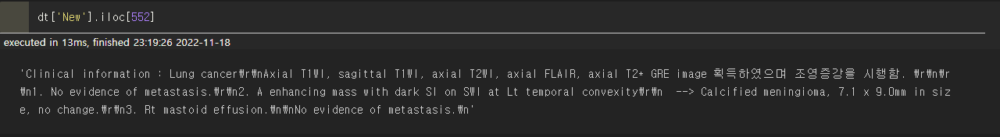 dt['New'].iloc[552]
executed in 13ms, finished 23:19:26 2022-11-18
'Clinical information : Lung cancer₩r₩nAxial T1WI, sagittal T1WI, axial T2WI, axial FLAIR, axial T2* GRE image 획득하였으며 조영증강을 시행함. ₩r₩n₩r
₩n1. No evidence of metastasis.₩r₩n2. A enhancing mass with dark SI on SWI at Lt temporal convexity₩r₩n  --> Calcified meningioma, 7.1 x 9.0mm in siz
e, no change.₩r₩n3. Rt mastoid effusion.₩n₩nNo evidence of metastasis.₩n'